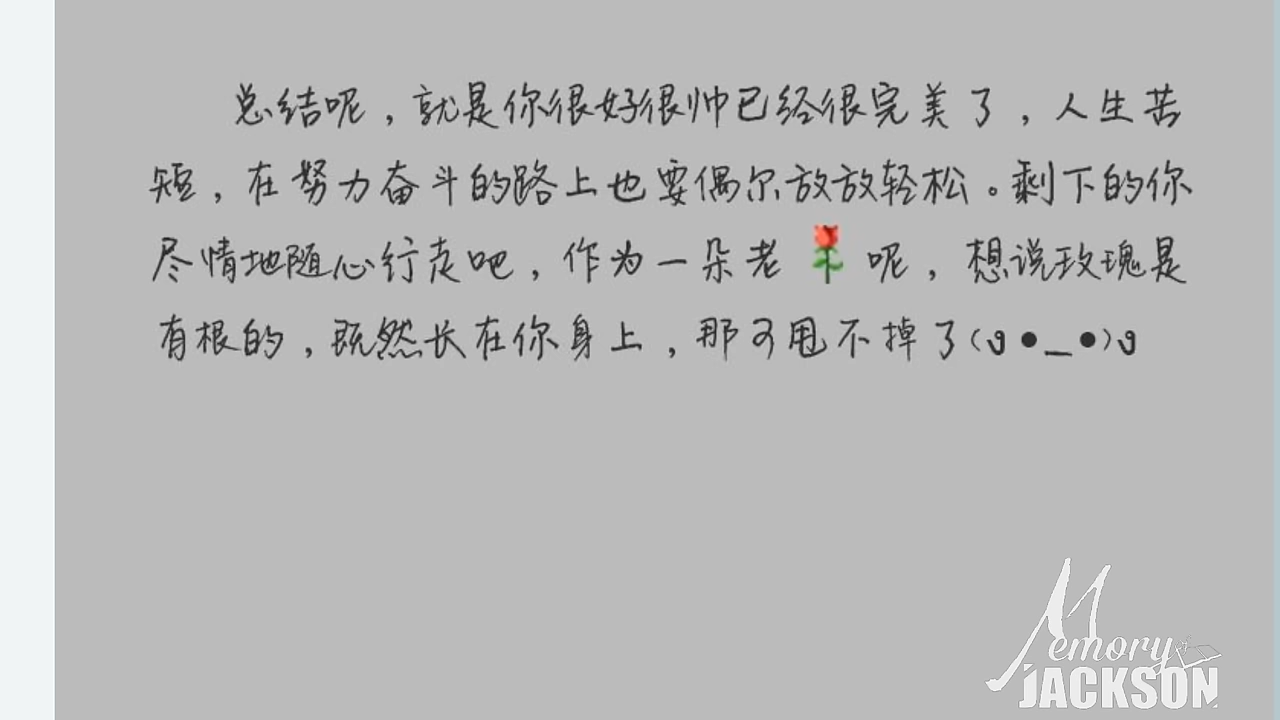 总结呢，就是你很好很帅已经很完美了，人生苦
短，在努力奋斗的路上也要偶尔放放轻松。剩下的你
尽情地随心行走吧，作为一朵老🌹呢，想说玫瑰是
有根的，既然长在你身上，那可甩不掉了(๑•_•)๑
Memory
JACKSON